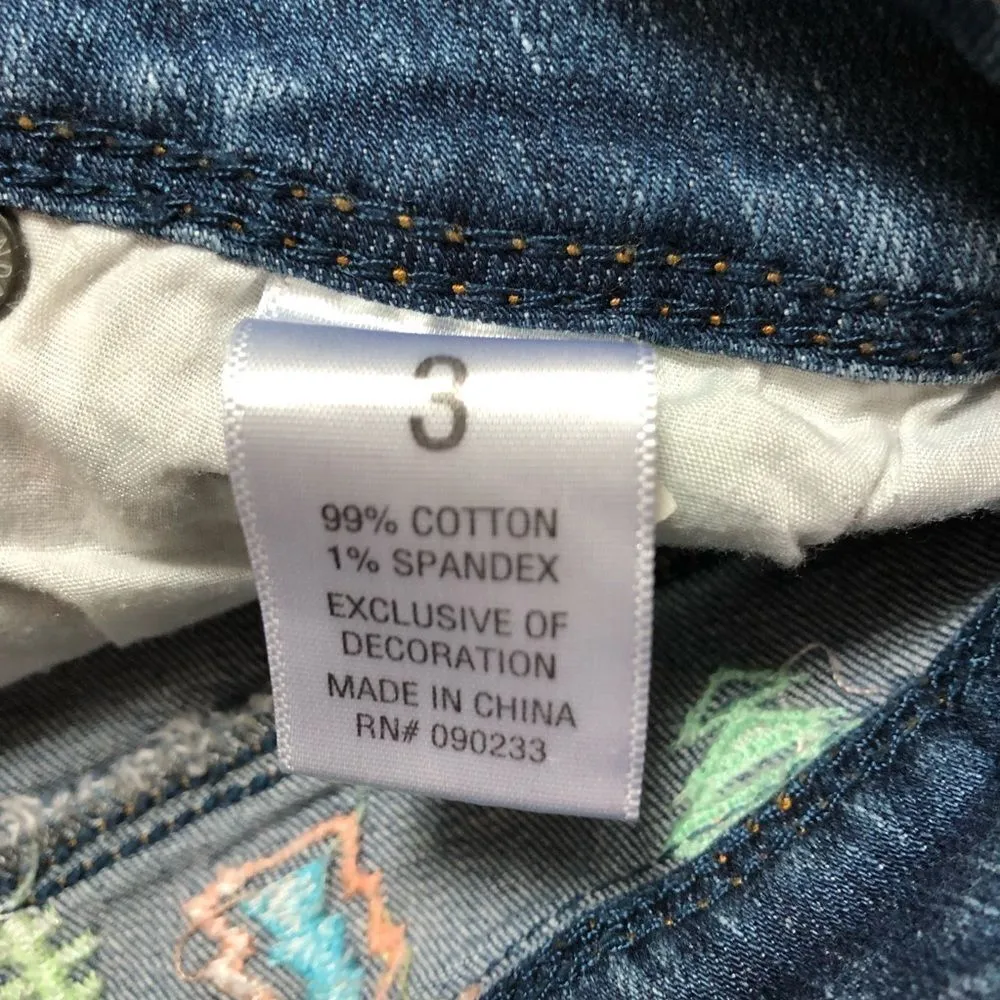 3
99% COTTON
1% SPANDEX
EXCLUSIVE OF
DECORATION
MADE IN CHINA
RN# 090233